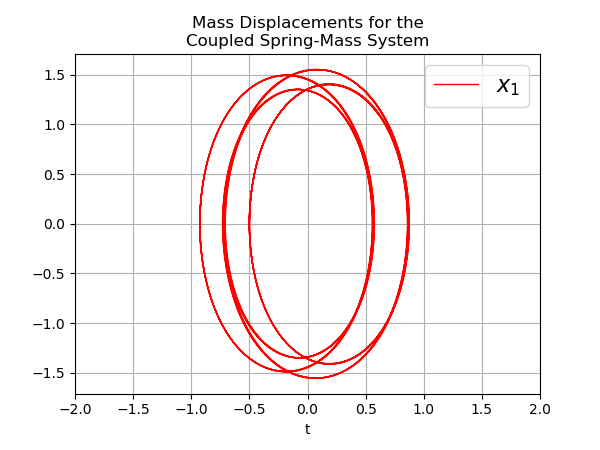 Mass Displacements for the
Coupled Spring-Mass System
x₁
1.5
1.0
0.5
0.0
−0.5
−1.0
−1.5
−2.0 −1.5 −1.0 −0.5 0.0 0.5 1.0 1.5 2.0
t